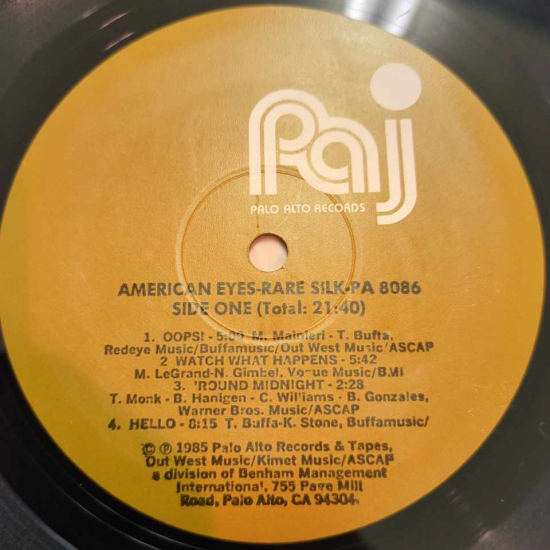 Paj
PALO ALTO RECORDS
AMERICAN EYES-RARE SILK-PA 8086
SIDE ONE (Total: 21:40)
1. OOPS! - 5:09 M. Mainieri - T. Buffa,
Redeye Music/Buffamusic/Out West Music/ASCAP
2 WATCH WHAT HAPPENS - 5:42
M. LeGrand-N. Gimbel, Vogue Music/BMI
3. 'ROUND MIDNIGHT - 2:28
T. Monk - B. Hanigen - C. Williams - B. Gonzales,
Warner Bros. Music/ASCAP
4. HELLO - 8:15 T. Buffa-K. Stone, Buffamusic/
© ℗ 1985 Palo Alto Records & Tapes,
Out West Music/Kimet Music/ASCAP
a division of Benham Management
International, 755 Page Mill
Road, Palo Alto, CA 94304.